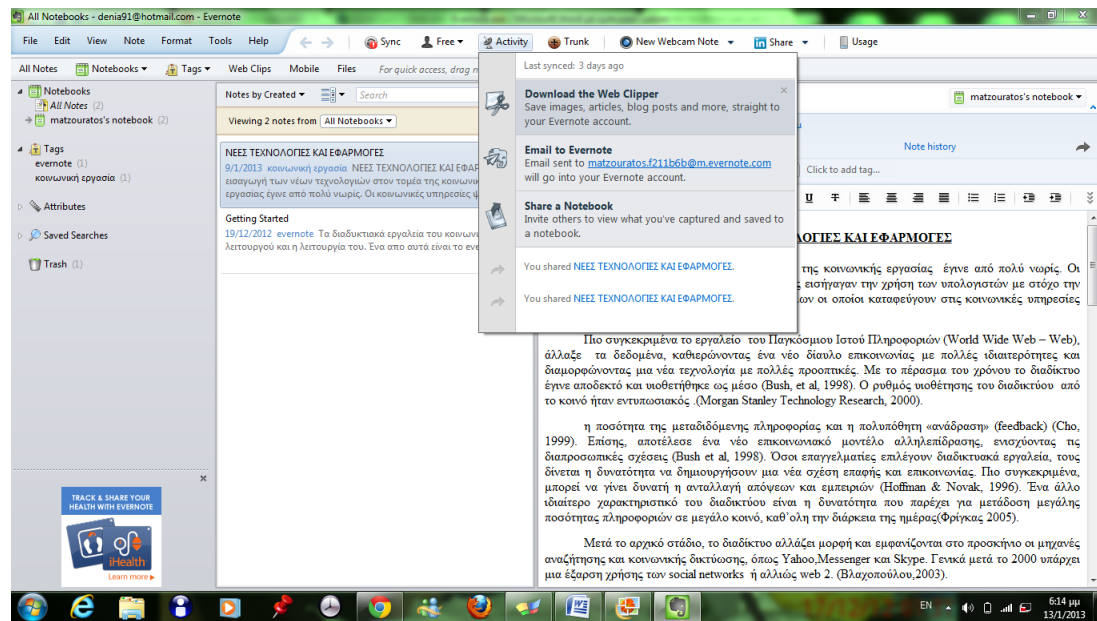 All Notebooks - denia91@hotmail.com - Evernote
File Edit View Note Format Tools Help
Sync Free Activity Trunk New Webcam Note Share Usage
All Notes Notebooks Tags Web Clips Mobile Files For quick access, drag
Notebooks
All Notes (2)
matzouratos's notebook (2)
Tags
evernote (1)
κοινωνική εργασία (1)
Attributes
Saved Searches
Trash (1)
TRACK & SHARE YOUR
HEALTH WITH EVERNOTE
iHealth
Learn more
Notes by Created Search
Viewing 2 notes from All Notebooks
ΝΕΕΣ ΤΕΧΝΟΛΟΓΙΕΣ ΚΑΙ ΕΦΑΡΜΟΓΕΣ
9/1/2013 κοινωνική εργασία ΝΕΕΣ ΤΕΧΝΟΛΟΓΙΕΣ ΚΑΙ ΕΦΑΡ
εισαγωγή των νέων τεχνολογιών στον τομέα της κοινωνικ
εργασίας έγινε από πολύ νωρίς. Οι κοινωνικές υπηρεσίες
Getting Started
19/12/2012 evernote Τα διαδυκτιακά εργαλεία του κοινων
λειτουργού και η λειτουργία του. Ένα απο αυτά είναι το eve
Last synced: 3 days ago
Download the Web Clipper
Save images, articles, blog posts and more, straight to
your Evernote account.
Email to Evernote
Email sent to matzouratos.f211b6b@m.evernote.com
will go into your Evernote account.
Share a Notebook
Invite others to view what you've captured and saved to
a notebook.
You shared ΝΕΕΣ ΤΕΧΝΟΛΟΓΙΕΣ ΚΑΙ ΕΦΑΡΜΟΓΕΣ.
You shared ΝΕΕΣ ΤΕΧΝΟΛΟΓΙΕΣ ΚΑΙ ΕΦΑΡΜΟΓΕΣ.
matzouratos's notebook
Note history
Click to add tag...
ΛΟΓΙΕΣ ΚΑΙ ΕΦΑΡΜΟΓΕΣ
της κοινωνικής εργασίας έγινε από πολύ νωρίς. Οι
ς εισήγαγαν την χρήση των υπολογιστών με στόχο την
ων οι οποίοι καταφεύγουν στις κοινωνικές υπηρεσίες
Πιο συγκεκριμένα το εργαλείο του Παγκόσμιου Ιστού Πληροφοριών (World Wide Web – Web),
άλλαξε τα δεδομένα, καθιερώνοντας ένα νέο δίαυλο επικοινωνίας με πολλές ιδιαιτερότητες και
διαμορφώνοντας μια νέα τεχνολογία με πολλές προοπτικές. Με το πέρασμα του χρόνου το διαδίκτυο
έγινε αποδεκτό και υιοθετήθηκε ως μέσο (Bush, et al, 1998). Ο ρυθμός υιοθέτησης του διαδικτύου από
το κοινό ήταν εντυπωσιακός .(Morgan Stanley Technology Research, 2000).
η ποσότητα της μεταδιδόμενης πληροφορίας και η πολυπόθητη «ανάδραση» (feedback) (Cho,
1999). Επίσης, αποτέλεσε ένα νέο επικοινωνιακό μοντέλο αλληλεπίδρασης, ενισχύοντας τις
διαπροσωπικές σχέσεις (Bush et al, 1998). Όσοι επαγγελματίες επιλέγουν διαδικτυακά εργαλεία, τους
δίνεται η δυνατότητα να δημιουργήσουν μια νέα σχέση επαφής και επικοινωνίας. Πιο συγκεκριμένα,
μπορεί να γίνει δυνατή η ανταλλαγή απόψεων και εμπειριών (Hoffman & Novak, 1996). Ένα άλλο
ιδιαίτερο χαρακτηριστικό του διαδικτύου είναι η δυνατότητα που παρέχει για μετάδοση μεγάλης
ποσότητας πληροφοριών σε μεγάλο κοινό, καθ'όλη την διάρκεια της ημέρας(Φρίγκας 2005).
Μετά το αρχικό στάδιο, το διαδίκτυο αλλάζει μορφή και εμφανίζονται στο προσκήνιο οι μηχανές
αναζήτησης και κοινωνικής δικτύωσης, όπως Yahoo,Messenger και Skype. Γενικά μετά το 2000 υπάρχει
μια έξαρση χρήσης των social networks ή αλλιώς web 2. (Βλαχοπούλου,2003).
EN 6:14 μμ
13/1/2013